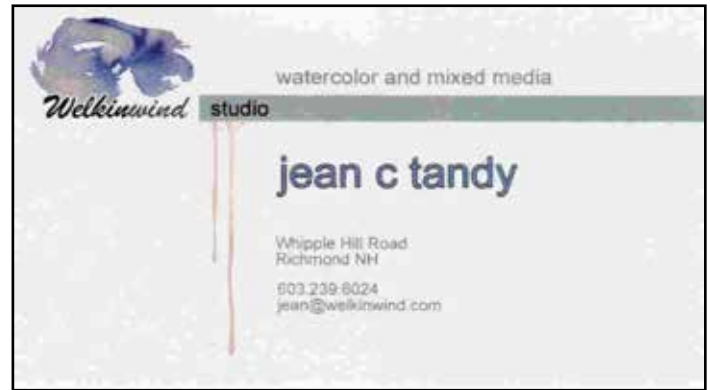 watercolor and mixed media
Welkinwind studio
jean c tandy
Whipple Hill Road
Richmond NH
603.239.6024
jean@welkinwind.com